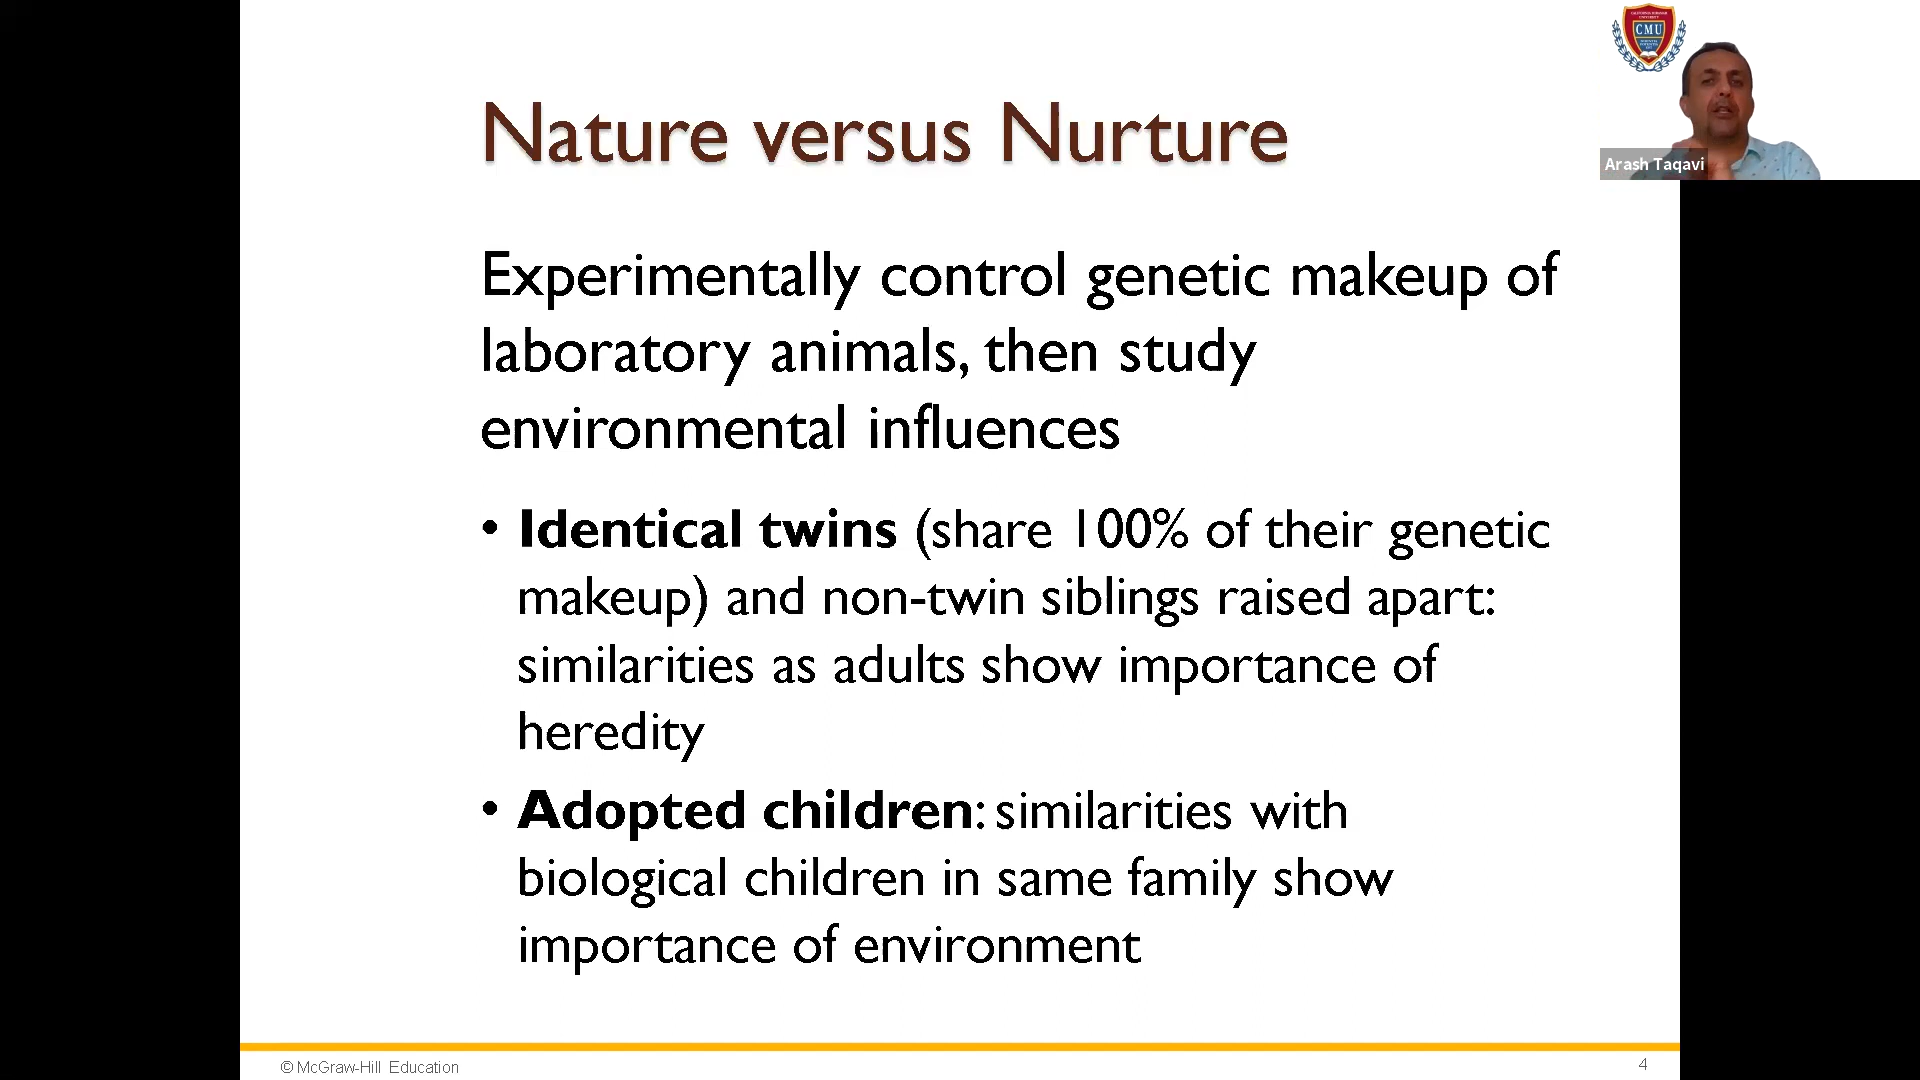 CMU
Arash Taqavi
Nature versus Nurture
Experimentally control genetic makeup of
laboratory animals, then study
environmental influences
• Identical twins (share 100% of their genetic
makeup) and non-twin siblings raised apart:
similarities as adults show importance of
heredity
• Adopted children: similarities with
biological children in same family show
importance of environment
© McGraw-Hill Education
4